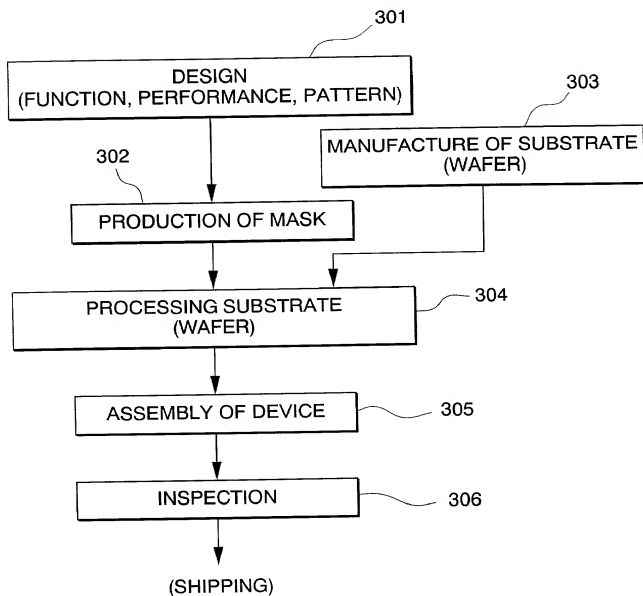 301
DESIGN
(FUNCTION, PERFORMANCE, PATTERN)
303
MANUFACTURE OF SUBSTRATE
(WAFER)
302
PRODUCTION OF MASK
PROCESSING SUBSTRATE
(WAFER)
304
ASSEMBLY OF DEVICE
305
INSPECTION
306
(SHIPPING)